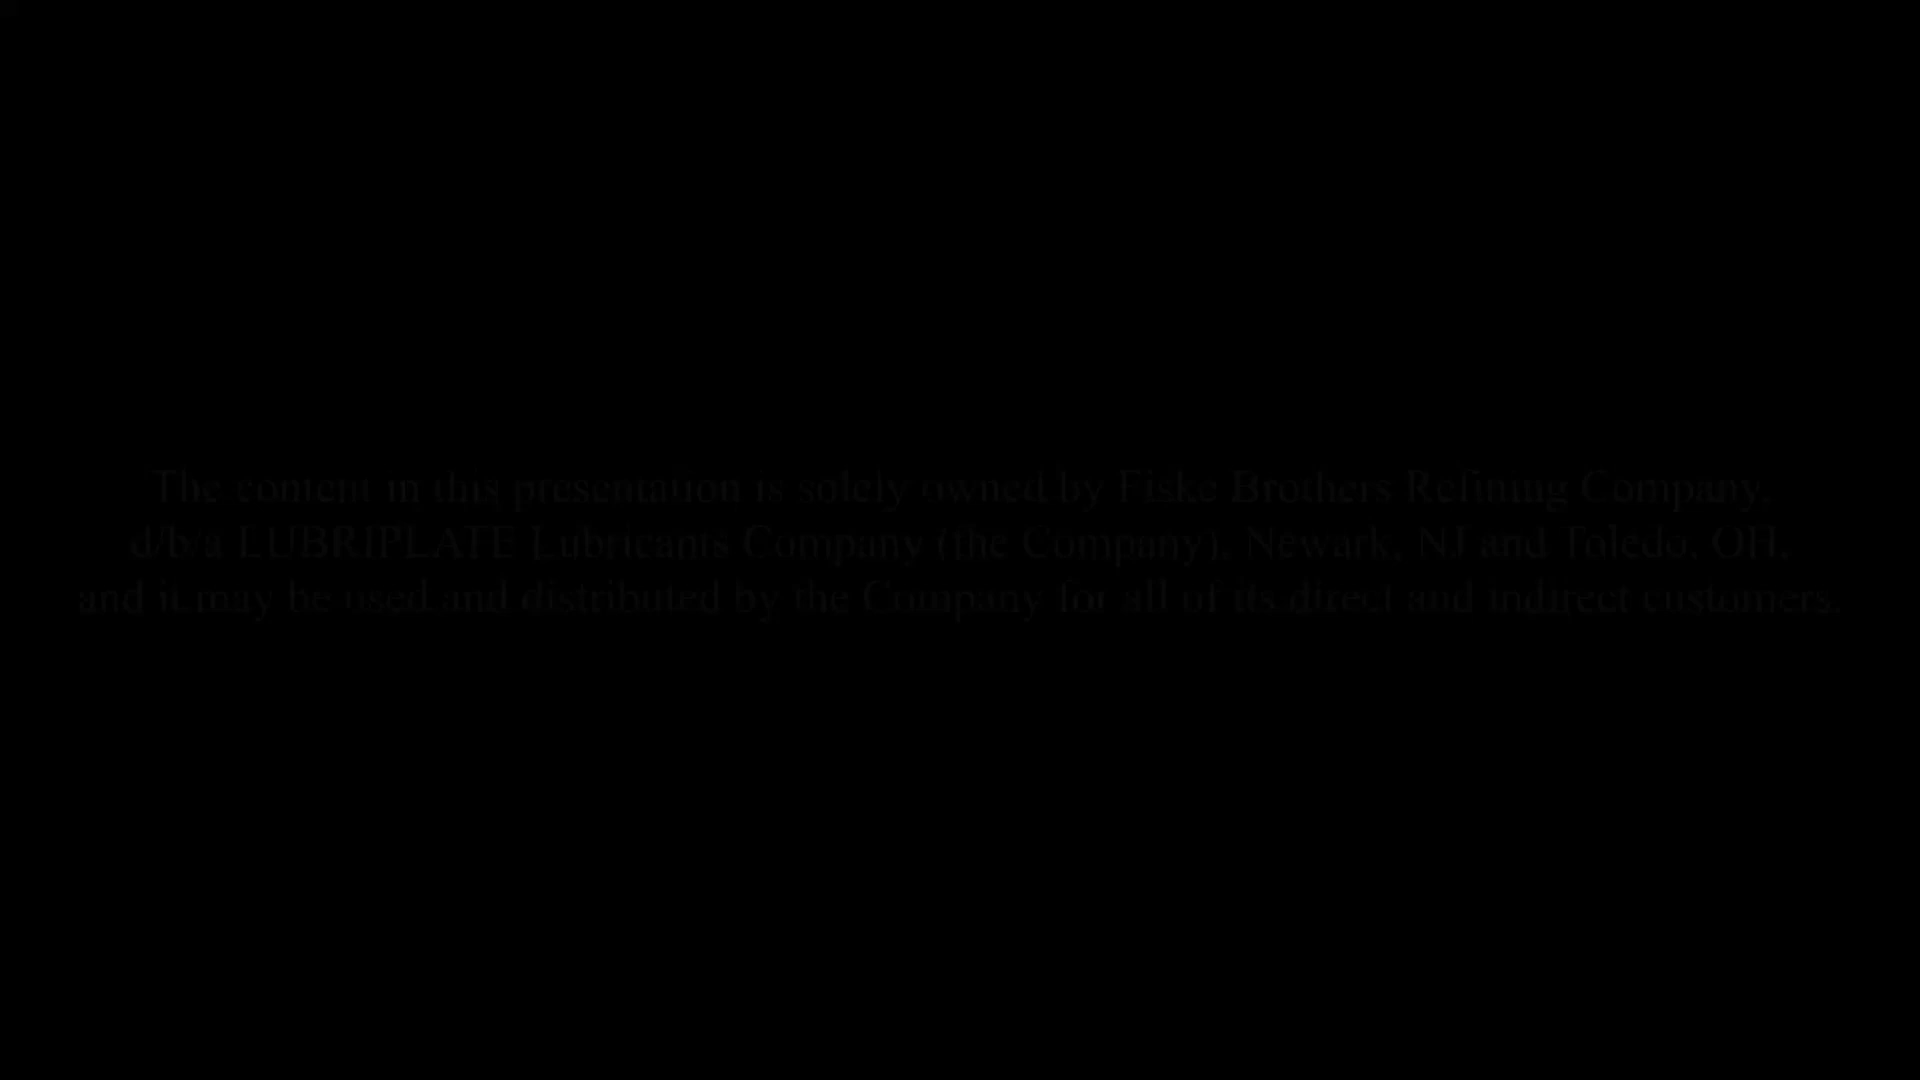 The content in this presentation is solely owned by Fiske Brothers Refining Company,
d/b/a LUBRIPLATE Lubricants Company (the Company), Newark, NJ and Toledo, OH,
and it may be used and distributed by the Company for all of its direct and indirect customers.